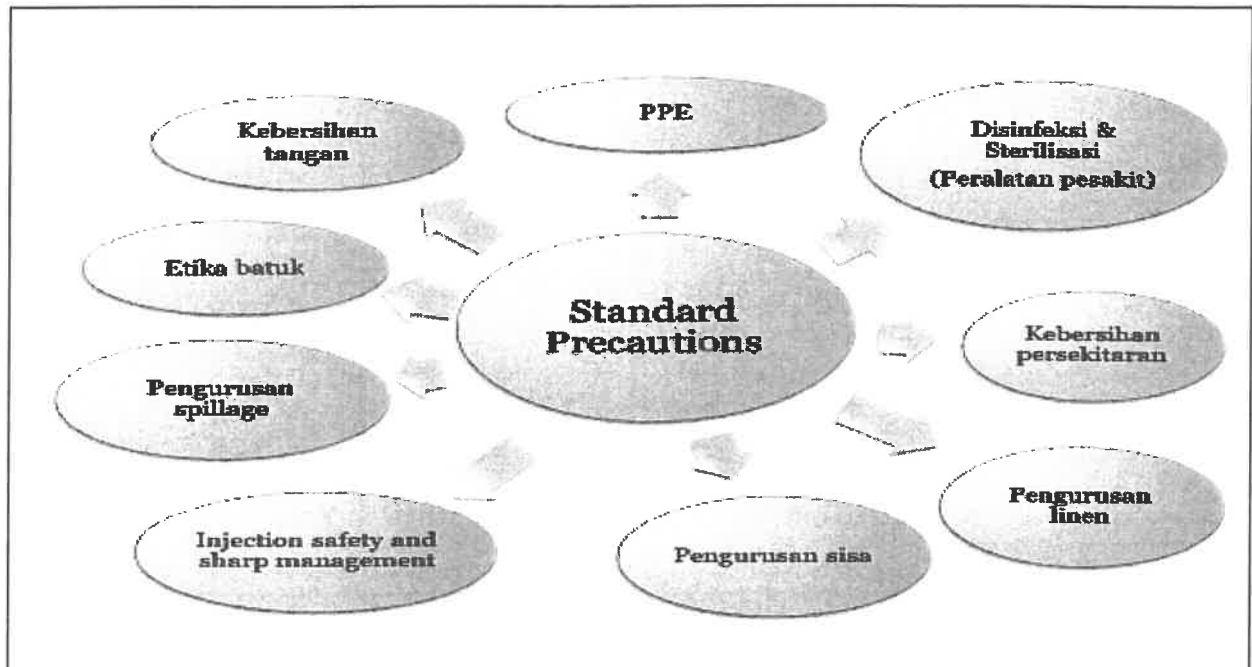 PPE
Kebersihan
tangan
Disinfeksi &
Sterilisasi
(Peralatan pesakit)
Etika batuk
Standard
Precautions
Kebersihan
persekitaran
Pengurusan
spillage
Pengurusan
linen
Injection safety and
sharp management
Pengurusan sisa